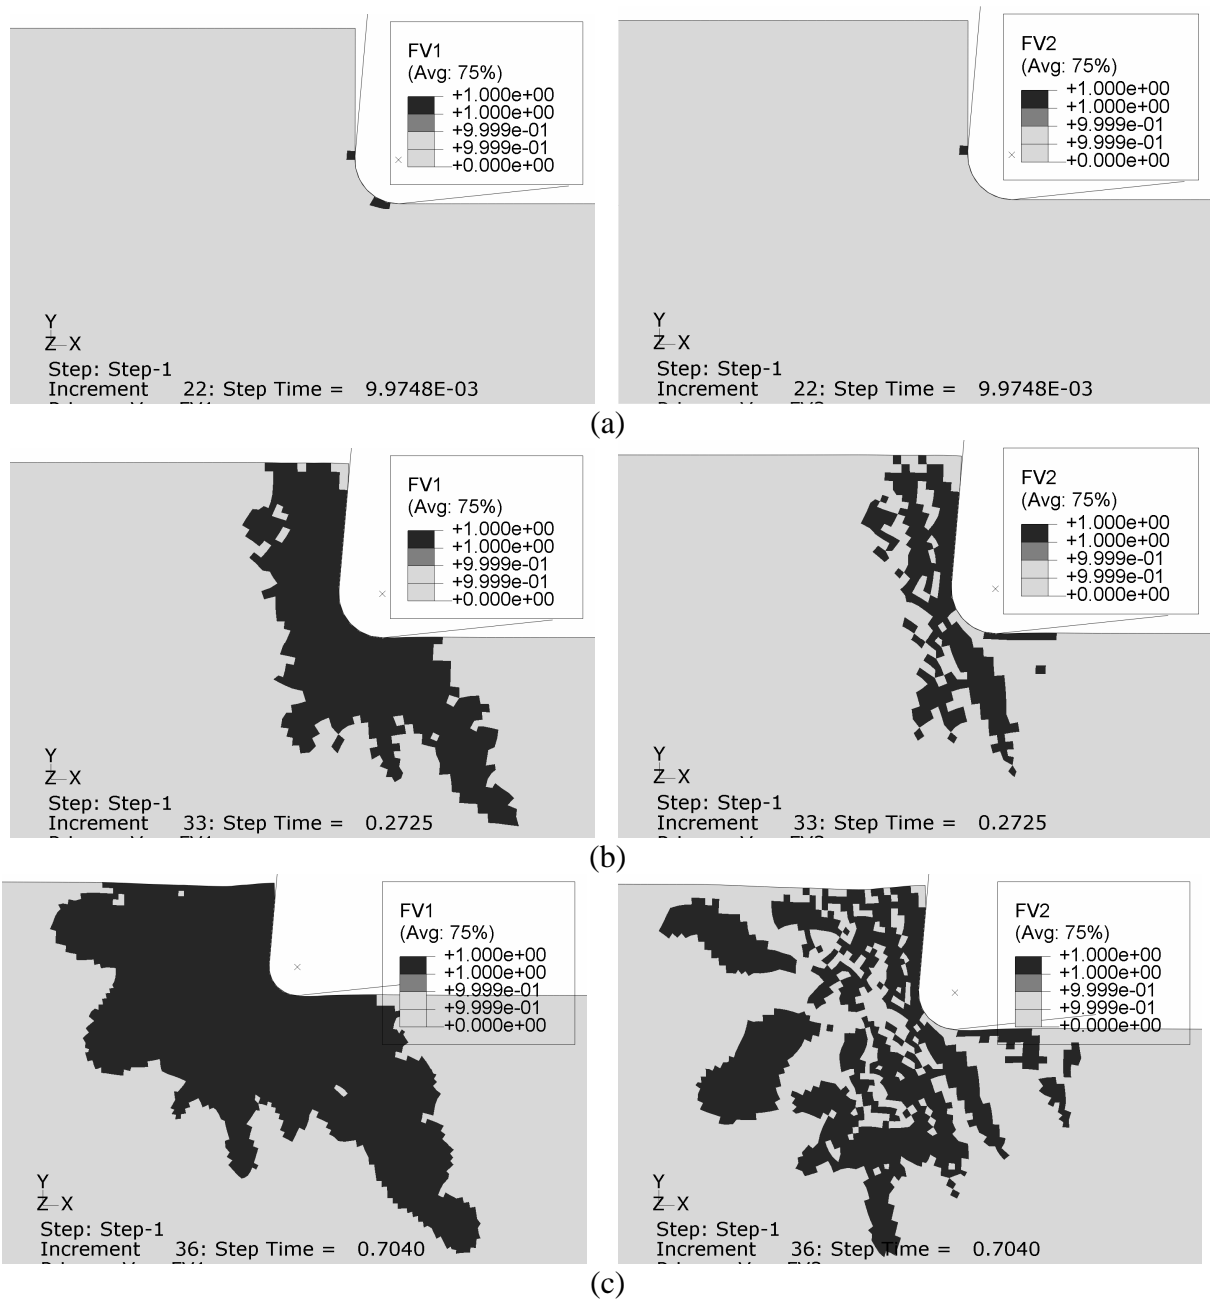 FV1
(Avg: 75%)
+1.000e+00
+1.000e+00
+9.999e-01
+9.999e-01
+0.000e+00
Y
Z X
Step: Step-1
Increment 22: Step Time = 9.9748E-03
FV2
(Avg: 75%)
+1.000e+00
+1.000e+00
+9.999e-01
+9.999e-01
+0.000e+00
Y
Z X
Step: Step-1
Increment 22: Step Time = 9.9748E-03
(a)
FV1
(Avg: 75%)
+1.000e+00
+1.000e+00
+9.999e-01
+9.999e-01
+0.000e+00
Y
Z X
Step: Step-1
Increment 33: Step Time = 0.2725
FV2
(Avg: 75%)
+1.000e+00
+1.000e+00
+9.999e-01
+9.999e-01
+0.000e+00
Y
Z X
Step: Step-1
Increment 33: Step Time = 0.2725
(b)
FV1
(Avg: 75%)
+1.000e+00
+1.000e+00
+9.999e-01
+9.999e-01
+0.000e+00
Y
Z X
Step: Step-1
Increment 36: Step Time = 0.7040
FV2
(Avg: 75%)
+1.000e+00
+1.000e+00
+9.999e-01
+9.999e-01
+0.000e+00
Y
Z X
Step: Step-1
Increment 36: Step Time = 0.7040
(c)